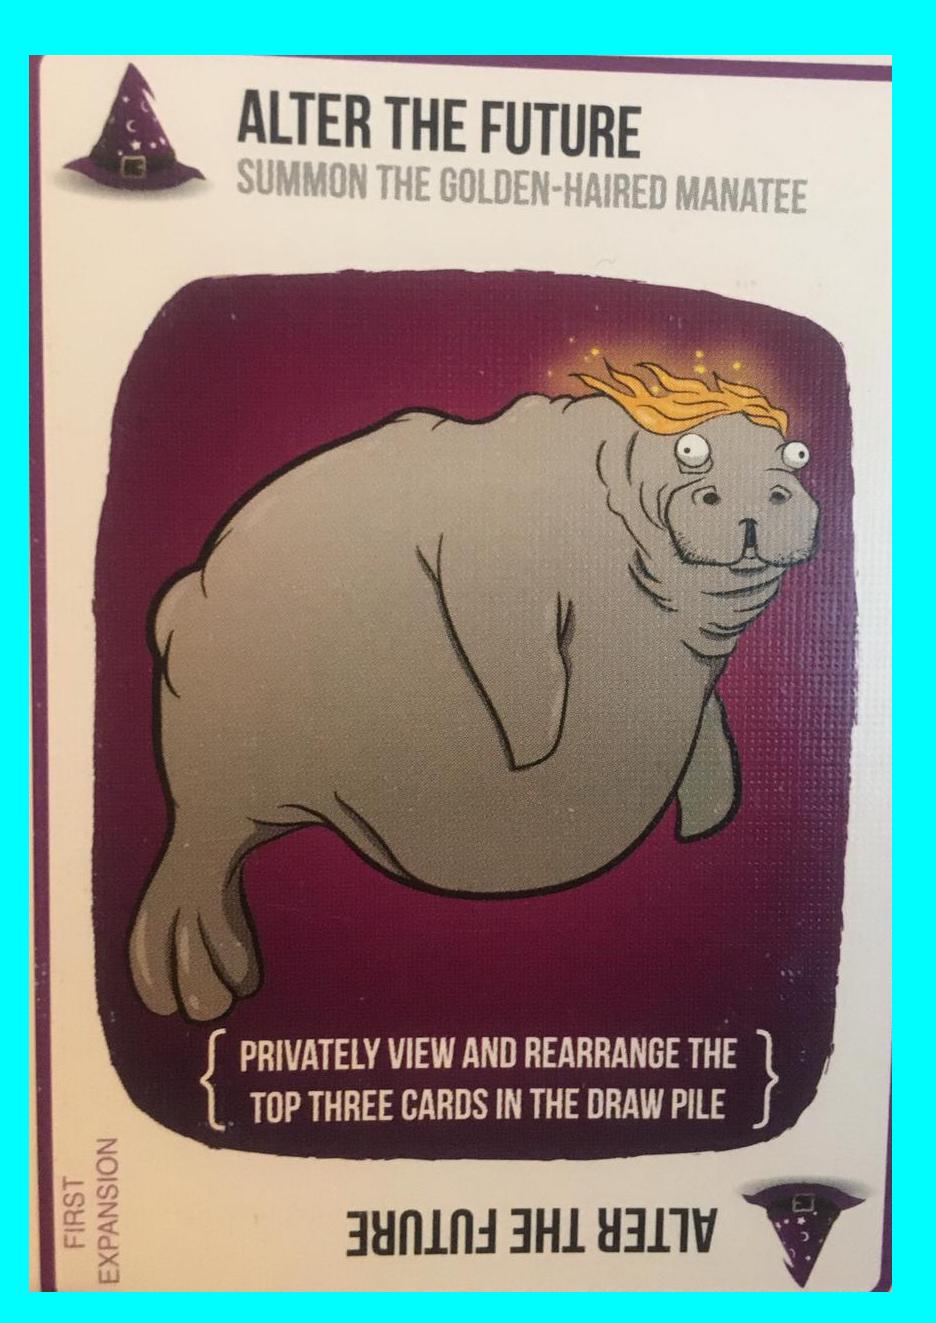 ALTER THE FUTURE
SUMMON THE GOLDEN-HAIRED MANATEE
{ PRIVATELY VIEW AND REARRANGE THE
TOP THREE CARDS IN THE DRAW PILE }
FIRST
EXPANSION
ALTER THE FUTURE